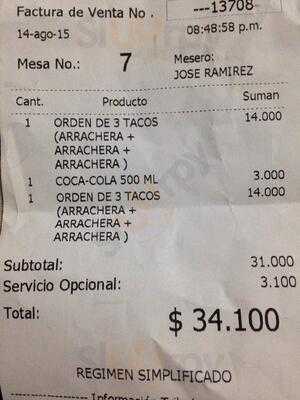 Factura de Venta No . ---13708-
14-ago-15 08:48:58 p.m.
Mesa No.: 7 Mesero:
JOSE RAMIREZ
Cant. Producto Suman
1 ORDEN DE 3 TACOS 14.000
(ARRACHERA +
ARRACHERA +
ARRACHERA )
1 COCA-COLA 500 ML 3.000
1 ORDEN DE 3 TACOS 14.000
(ARRACHERA +
ARRACHERA +
ARRACHERA )
Subtotal: 31.000
Servicio Opcional: 3.100
Total: $ 34.100
REGIMEN SIMPLIFICADO